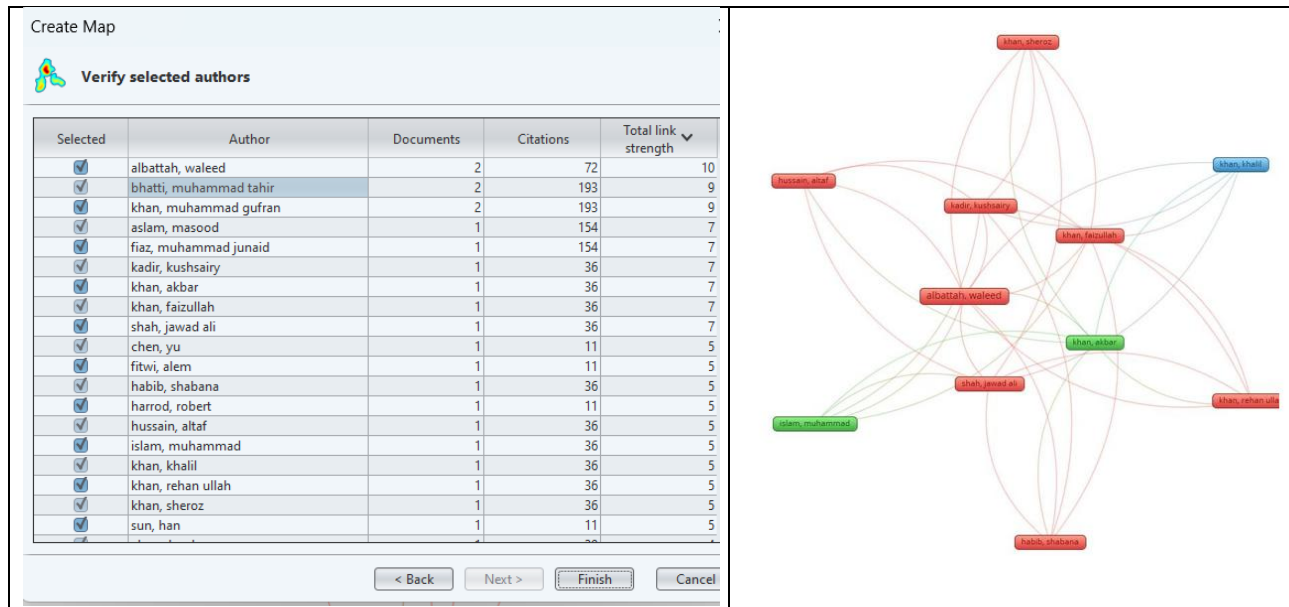 Create Map
Verify selected authors
Selected Author Documents Citations Total link strength
albattah, waleed 2 72 10
bhatti, muhammad tahir 2 193 9
khan, muhammad gufran 2 193 9
aslam, masood 1 154 7
fiaz, muhammad junaid 1 154 7
kadir, kushsairy 1 36 7
khan, akbar 1 36 7
khan, faizullah 1 36 7
shah, jawad ali 1 36 7
chen, yu 1 11 5
fitwi, alem 1 11 5
habib, shabana 1 36 5
harrod, robert 1 11 5
hussain, altaf 1 36 5
islam, muhammad 1 36 5
khan, khalil 1 36 5
khan, rehan ullah 1 36 5
khan, sheroz 1 36 5
sun, han 1 11 5
< Back Next > Finish Cancel
khan, sheroz
khan, khalil
hussain, altaf
kadir, kushsairy
khan, faizullah
albattah, waleed
khan, akbar
shah, jawad ali
khan, rehan ulla
islam, muhammad
habib, shabana